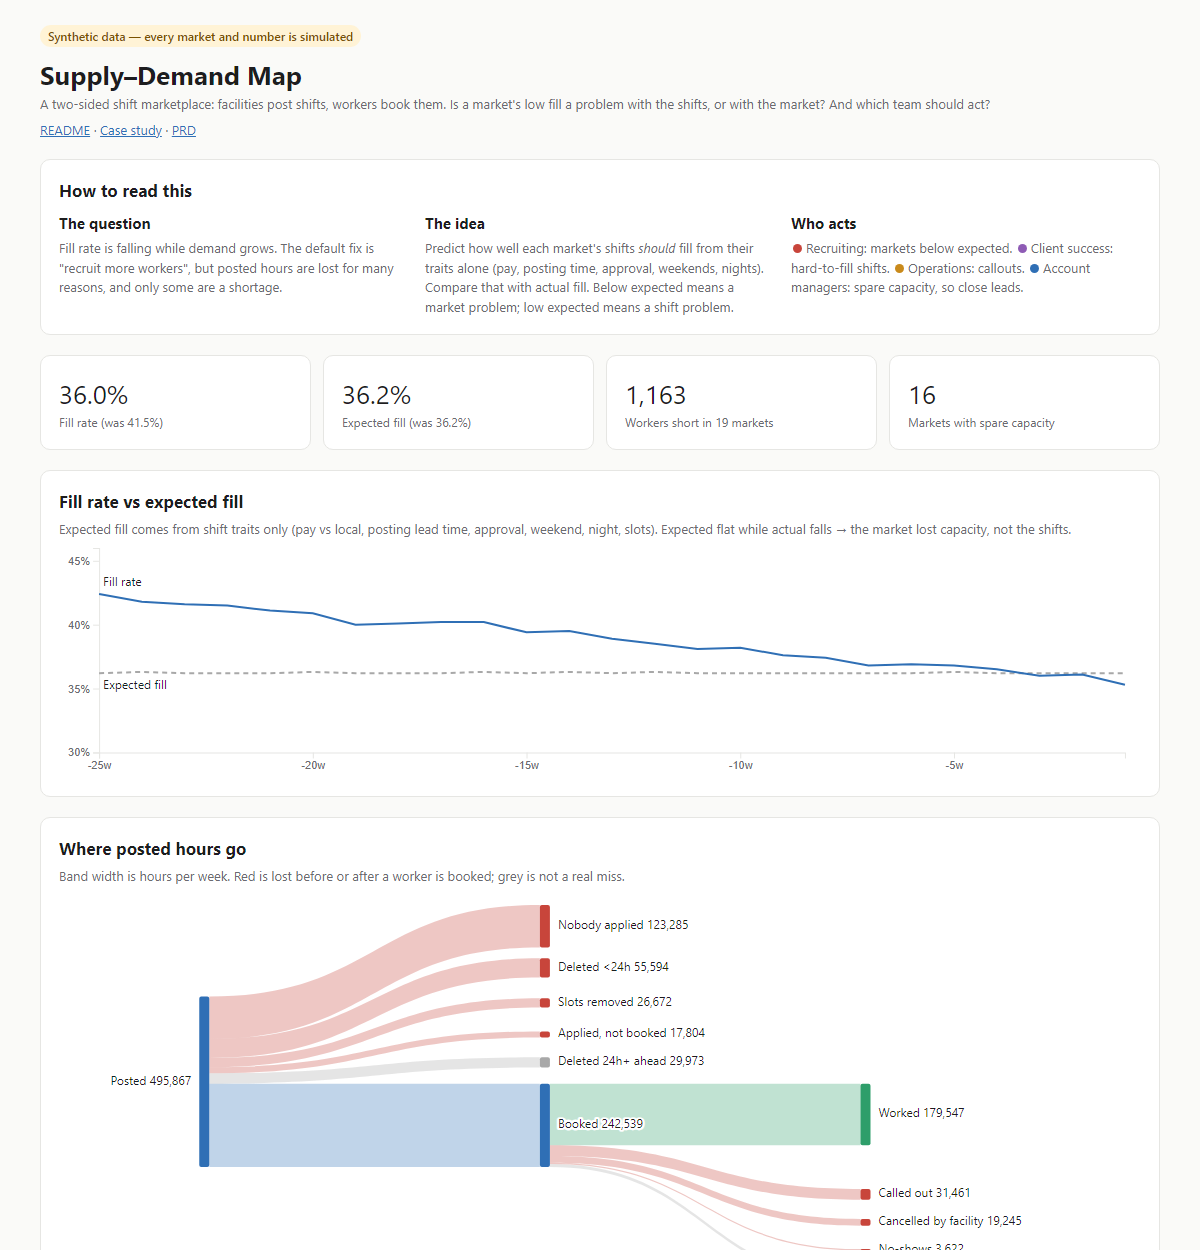 Synthetic data — every market and number is simulated
Supply–Demand Map
A two-sided shift marketplace: facilities post shifts, workers book them. Is a market's low fill a problem with the shifts, or with the market? And which team should act?
README · Case study · PRD
How to read this
The question
Fill rate is falling while demand grows. The default fix is
"recruit more workers", but posted hours are lost for many
reasons, and only some are a shortage.
The idea
Predict how well each market's shifts should fill from their
traits alone (pay, posting time, approval, weekends, nights).
Compare that with actual fill. Below expected means a
market problem; low expected means a shift problem.
Who acts
Recruiting: markets below expected. Client success:
hard-to-fill shifts. Operations: callouts. Account
managers: spare capacity, so close leads.
36.0%
Fill rate (was 41.5%)
36.2%
Expected fill (was 36.2%)
1,163
Workers short in 19 markets
16
Markets with spare capacity
Fill rate vs expected fill
Expected fill comes from shift traits only (pay vs local, posting lead time, approval, weekend, night, slots). Expected flat while actual falls → the market lost capacity, not the shifts.
45%
Fill rate
40%
35%
Expected fill
30%
-25w
-20w
-15w
-10w
-5w
Where posted hours go
Band width is hours per week. Red is lost before or after a worker is booked; grey is not a real miss.
Nobody applied 123,285
Deleted <24h 55,594
Slots removed 26,672
Applied, not booked 17,804
Deleted 24h+ ahead 29,973
Posted 495,867
Booked 242,539
Worked 179,547
Called out 31,461
Cancelled by facility 19,245
No-shows 3,622